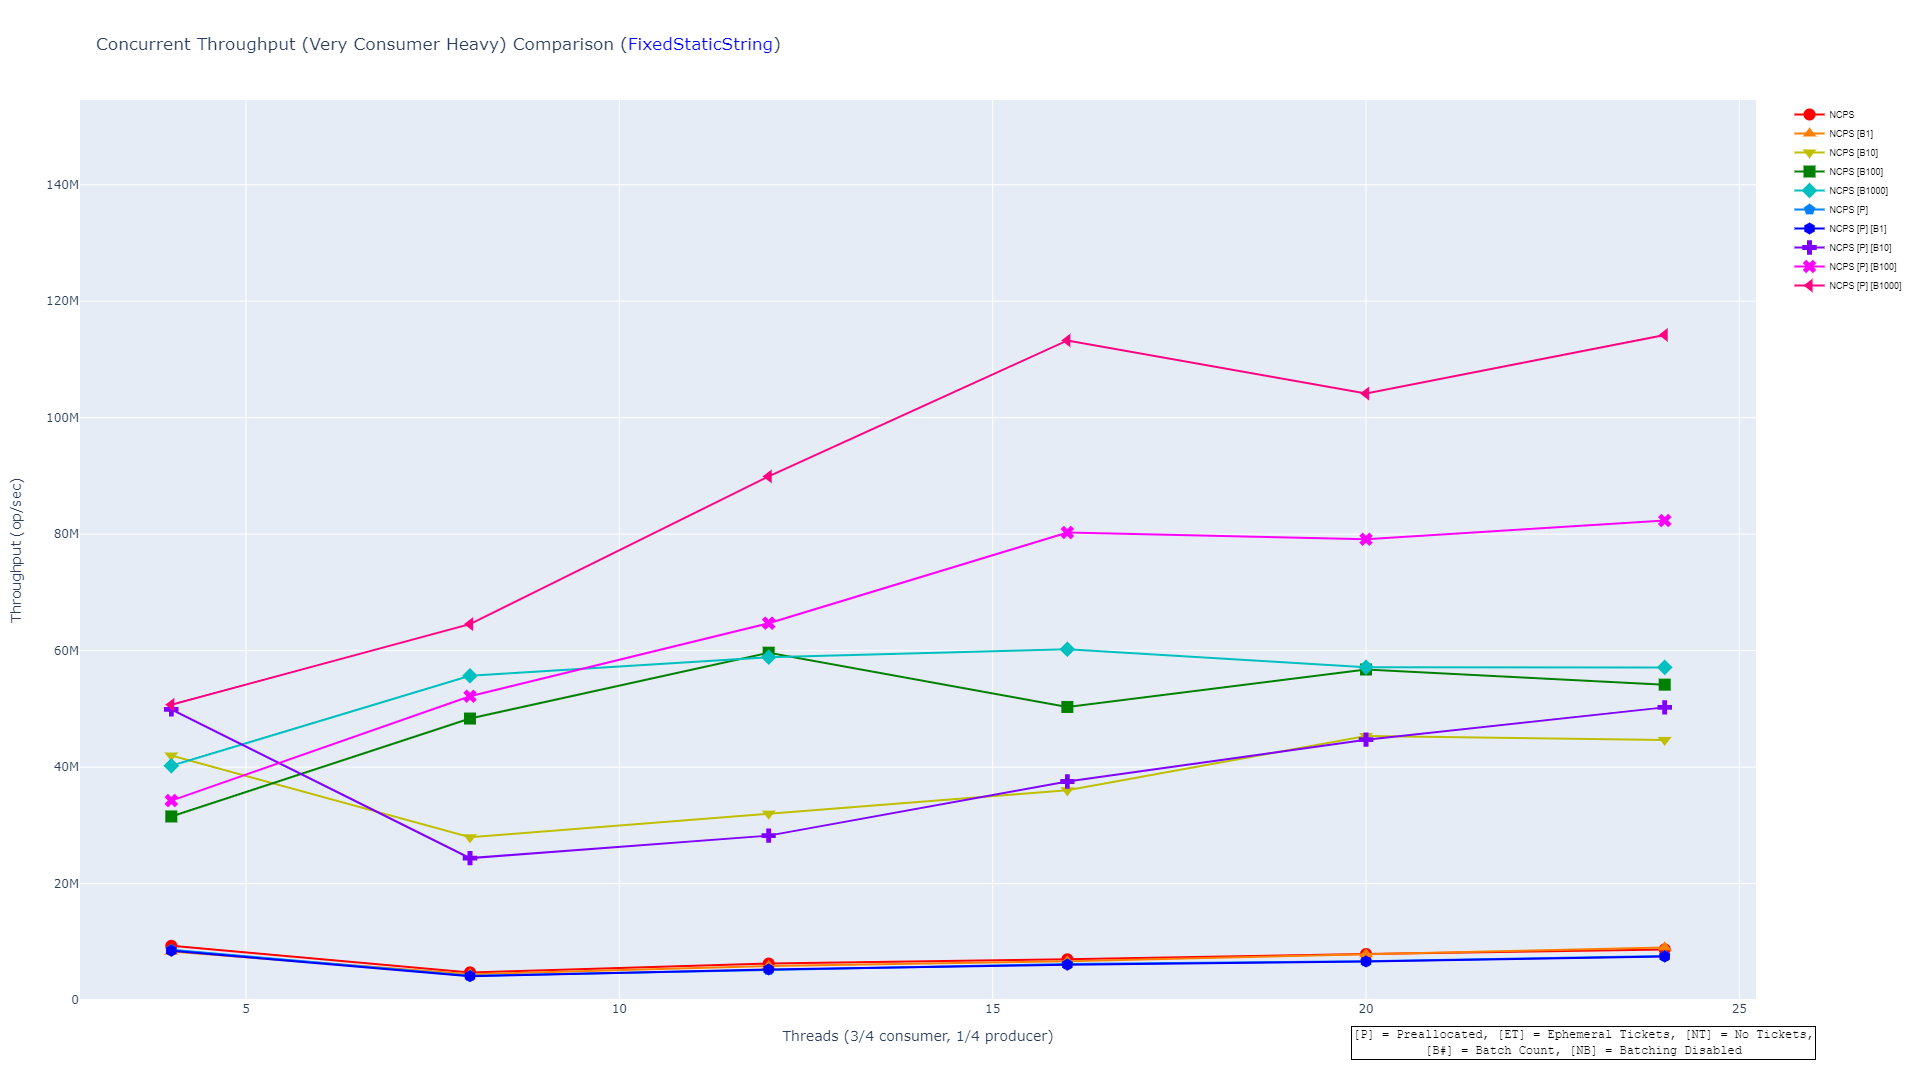 Concurrent Throughput (Very Consumer Heavy) Comparison (FixedStaticString)
NCPS
NCPS [B1]
NCPS [B10]
NCPS [B100]
NCPS [B1000]
NCPS [P]
NCPS [P] [B1]
NCPS [P] [B10]
NCPS [P] [B100]
NCPS [P] [B1000]
Throughput (op/sec)
140M
120M
100M
80M
60M
40M
20M
0
5 10 15 20 25
Threads (3/4 consumer, 1/4 producer)
[P] = Preallocated, [ET] = Ephemeral Tickets, [NT] = No Tickets,
[B#] = Batch Count, [NB] = Batching Disabled